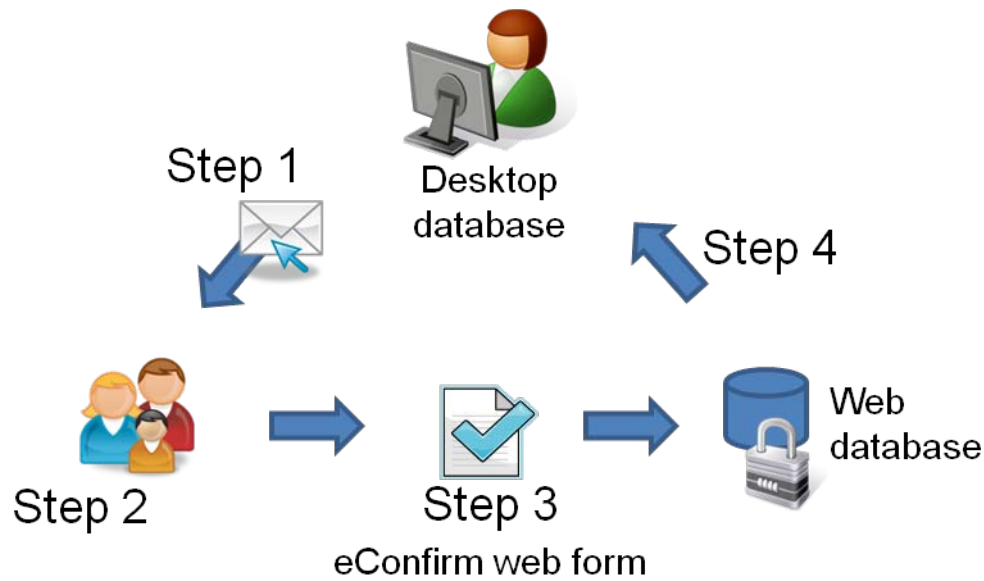 Step 1
Desktop
database
Step 4
Step 2
Step 3
eConfirm web form
Web
database